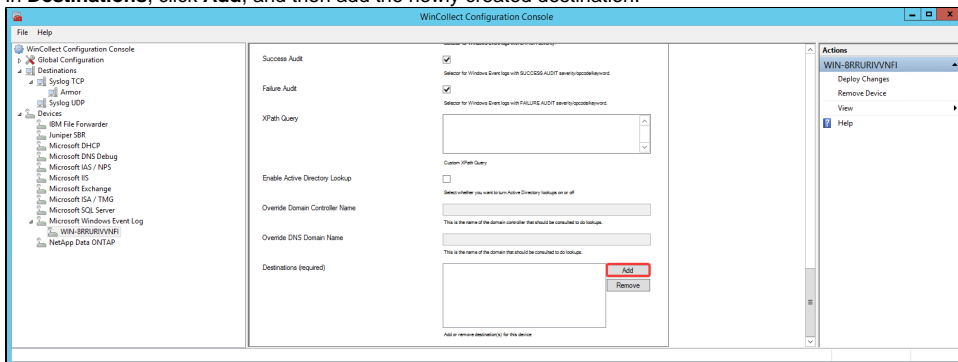 In Destinations, click Add, and then add the newly created destination.
WinCollect Configuration Console
File Help
WinCollect Configuration Console
Global Configuration
Destinations
Syslog TCP
Armor
Syslog UDP
Devices
IBM File Forwarder
Juniper SBR
Microsoft DHCP
Microsoft DNS Debug
Microsoft IAS / NPS
Microsoft IIS
Microsoft Exchange
Microsoft ISA / TMG
Microsoft SQL Server
Microsoft Windows Event Log
WIN-8RRURIVVNFI
NetApp Data ONTAP
Success Audit
Selector for Windows Event logs with SUCCESS AUDIT severity/opcode/keyword.
Failure Audit
Selector for Windows Event logs with FAILURE AUDIT severity/opcode/keyword.
XPath Query
Custom XPath Query
Enable Active Directory Lookup
Select whether you want to turn Active Directory lookups on or off
Override Domain Controller Name
This is the name of the domain controller that should be consulted to do lookups.
Override DNS Domain Name
This is the name of the domain that should be consulted to do lookups.
Destinations (required)
Add
Remove
Add or remove destination(s) for this device
Actions
WIN-8RRURIVVNFI
Deploy Changes
Remove Device
View
Help